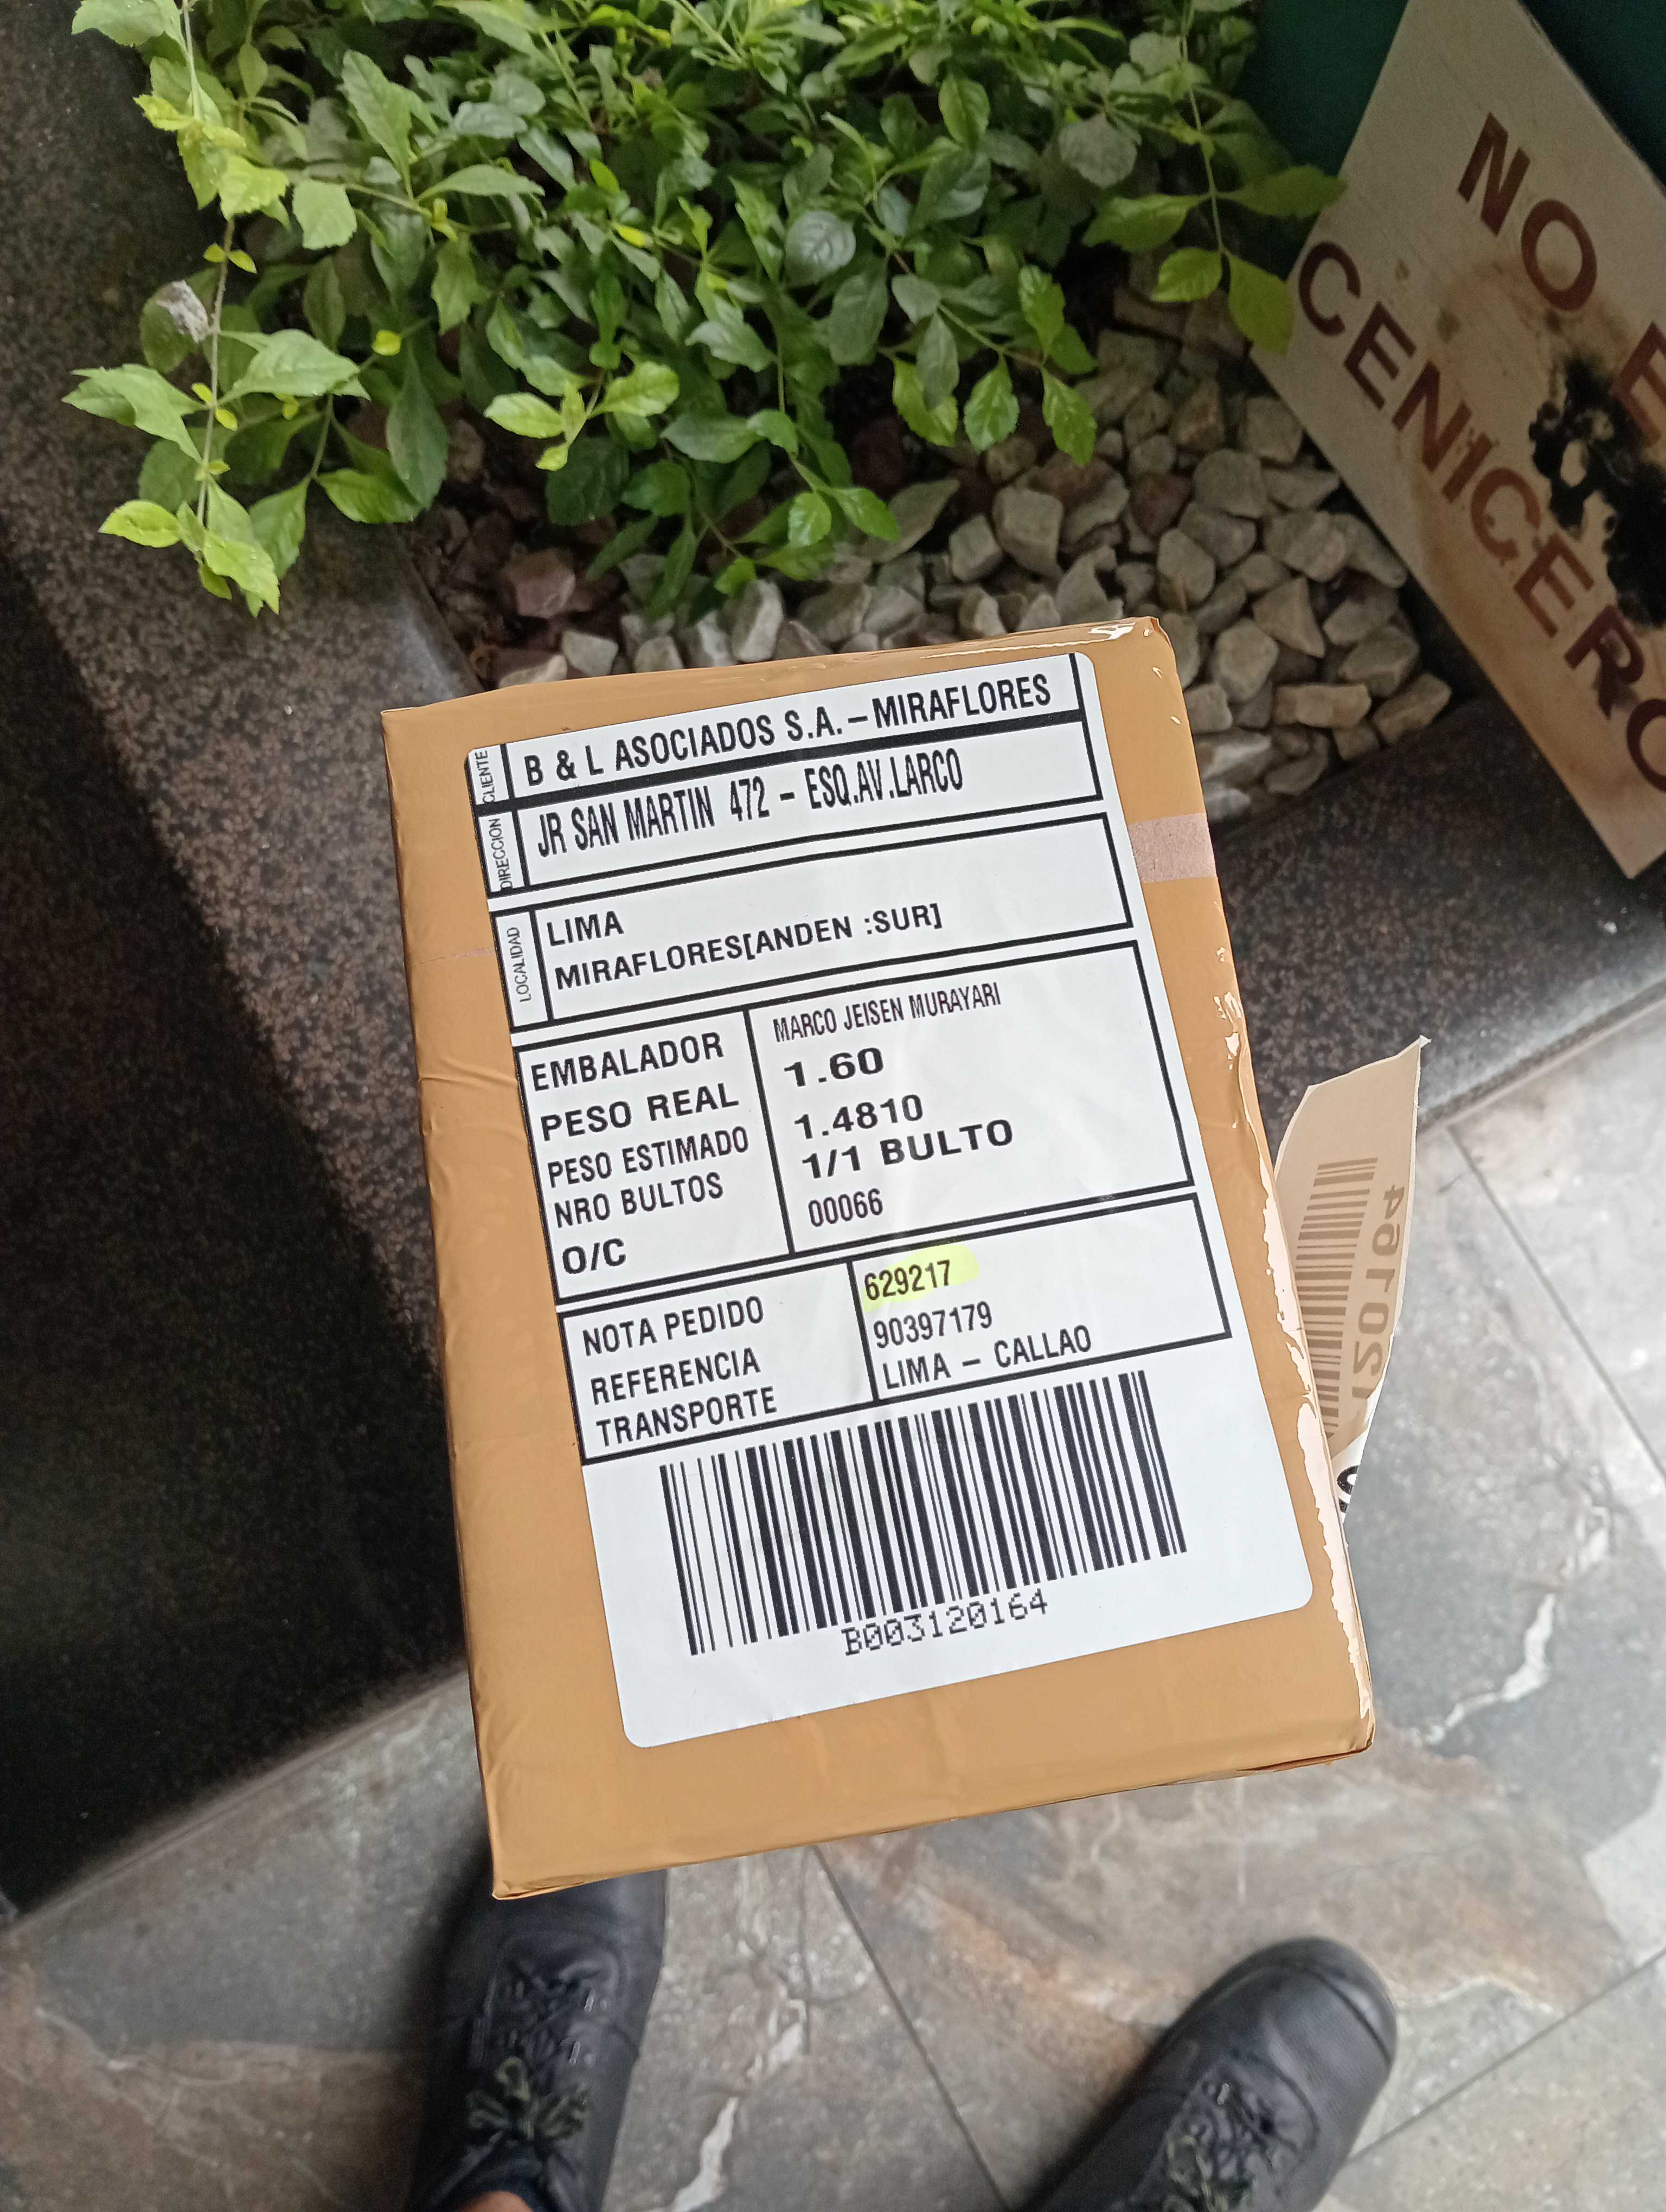 NO E
CENICERO
CLIENTE
B & L ASOCIADOS S.A. – MIRAFLORES
DIRECCION
JR SAN MARTIN 472 - ESQ.AV.LARCO
LOCALIDAD
LIMA
MIRAFLORES[ANDEN :SUR]
EMBALADOR MARCO JEISEN MURAYARI
PESO REAL 1.60
PESO ESTIMADO 1.4810
NRO BULTOS 1/1 BULTO
O/C 00066
NOTA PEDIDO 629217
REFERENCIA 90397179
TRANSPORTE LIMA – CALLAO
B003120164